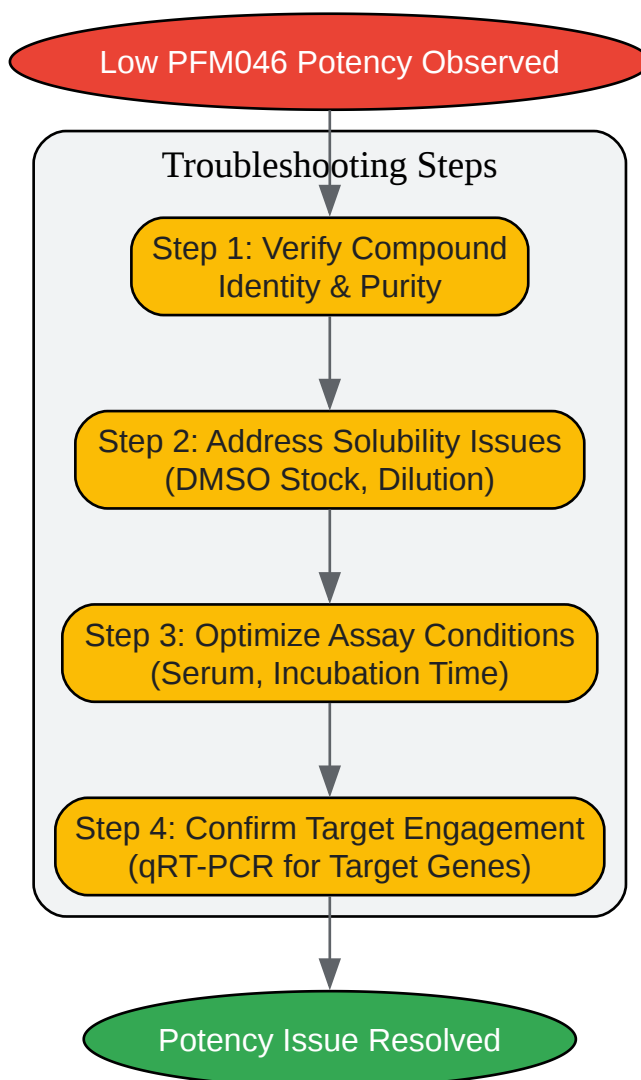 Low PFM046 Potency Observed
Troubleshooting Steps
Step 1: Verify Compound
Identity & Purity
Step 2: Address Solubility Issues
(DMSO Stock, Dilution)
Step 3: Optimize Assay Conditions
(Serum, Incubation Time)
Step 4: Confirm Target Engagement
(qRT-PCR for Target Genes)
Potency Issue Resolved